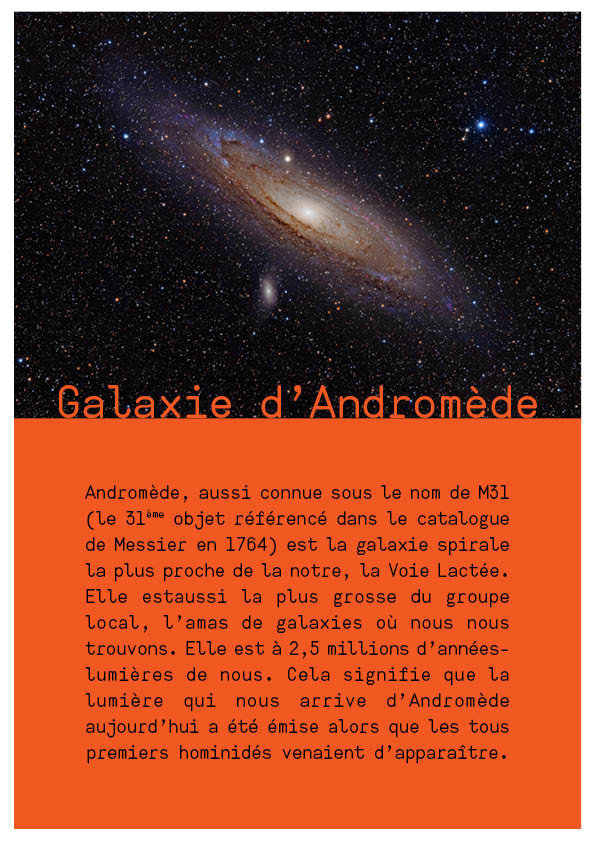 Galaxie d'Andromède
Andromède, aussi connue sous le nom de M31
(le 31ème objet référencé dans le catalogue
de Messier en 1764) est la galaxie spirale
la plus proche de la notre, la Voie Lactée.
Elle estaussi la plus grosse du groupe
local, l'amas de galaxies où nous nous
trouvons. Elle est à 2,5 millions d'années-
lumières de nous. Cela signifie que la
lumière qui nous arrive d'Andromède
aujourd'hui a été émise alors que les tous
premiers hominidés venaient d'apparaître.